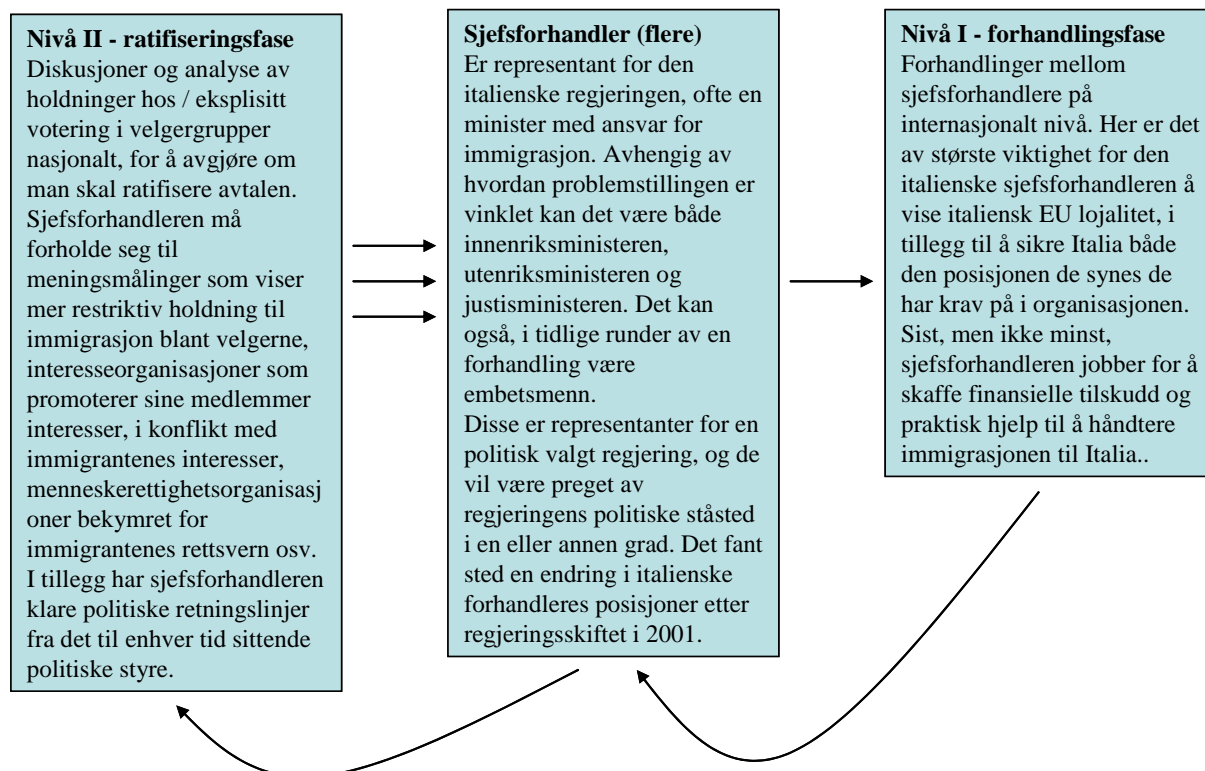 Nivå II - ratifiseringsfase
Diskusjoner og analyse av
holdninger hos / eksplisitt
votering i velgergrupper
nasjonalt, for å avgjøre om
man skal ratifisere avtalen.
Sjefsforhandleren må
forholde seg til
meningsmålinger som viser
mer restriktiv holdning til
immigrasjon blant velgerne,
interesseorganisasjoner som
promoterer sine medlemmer
interesser, i konflikt med
immigrantenes interesser,
menneskerettighetsorganisasj
oner bekymret for
immigrantenes rettsvern osv.
I tillegg har sjefsforhandleren
klare politiske retningslinjer
fra det til enhver tid sittende
politiske styre.
Sjefsforhandler (flere)
Er representant for den
italienske regjeringen, ofte en
minister med ansvar for
immigrasjon. Avhengig av
hvordan problemstillingen er
vinklet kan det være både
innenriksministeren,
utenriksministeren og
justisministeren. Det kan
også, i tidlige runder av en
forhandling være
embetsmenn.
Disse er representanter for en
politisk valgt regjering, og de
vil være preget av
regjeringens politiske ståsted
i en eller annen grad. Det fant
sted en endring i italienske
forhandleres posisjoner etter
regjeringsskiftet i 2001.
Nivå I - forhandlingsfase
Forhandlinger mellom
sjefsforhandlere på
internasjonalt nivå. Her er det
av største viktighet for den
italienske sjefsforhandleren å
vise italiensk EU lojalitet, i
tillegg til å sikre Italia både
den posisjonen de synes de
har krav på i organisasjonen.
Sist, men ikke minst,
sjefsforhandleren jobber for å
skaffe finansielle tilskudd og
praktisk hjelp til å håndtere
immigrasjonen til Italia..